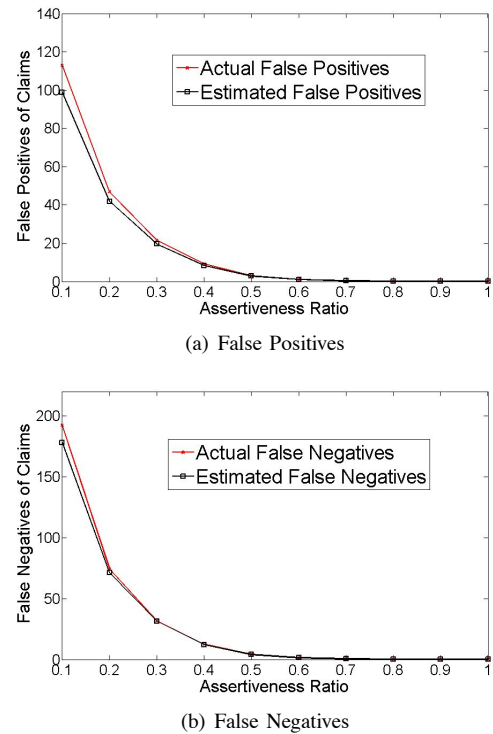 140
120
100
80
60
40
20
0
False Positives of Claims
Actual False Positives
Estimated False Positives
0.1 0.2 0.3 0.4 0.5 0.6 0.7 0.8 0.9 1
Assertiveness Ratio
(a) False Positives
200
150
100
50
0
False Negatives of Claims
Actual False Negatives
Estimated False Negatives
0.1 0.2 0.3 0.4 0.5 0.6 0.7 0.8 0.9 1
Assertiveness Ratio
(b) False Negatives